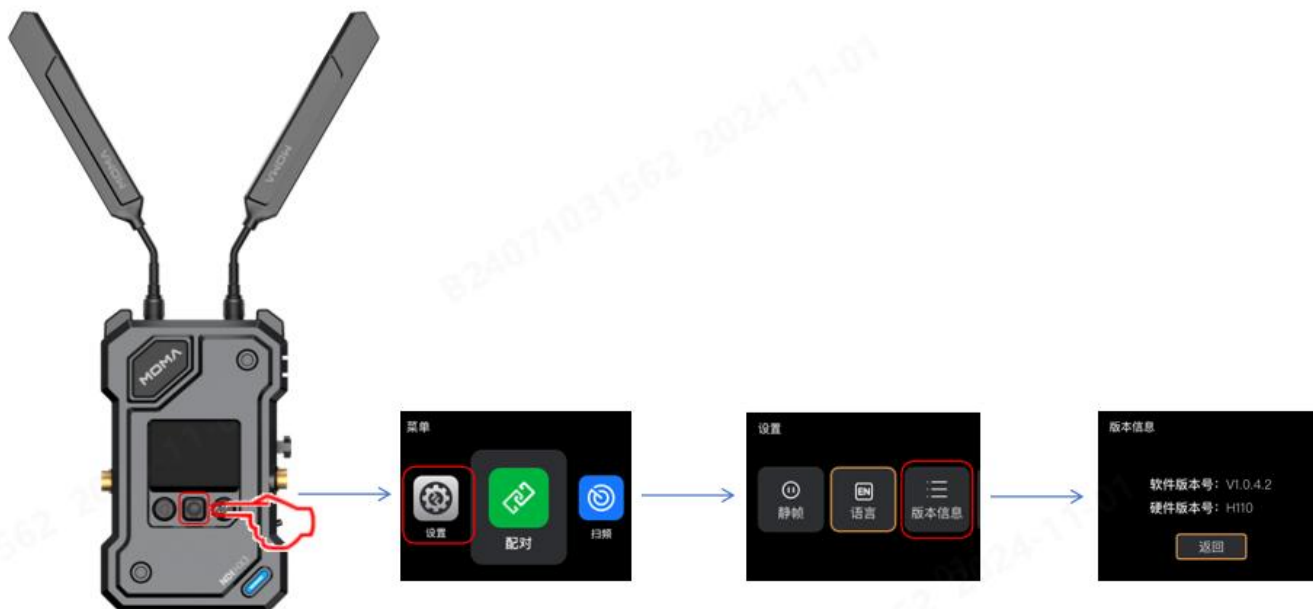 B24071031562 2024-11-01
MOMA
MOMA
MOMA
菜单
设置
配对
扫频
设置
静帧
EN
语言
版本信息
版本信息
软件版本号： V1.0.4.2
硬件版本号： H110
返回